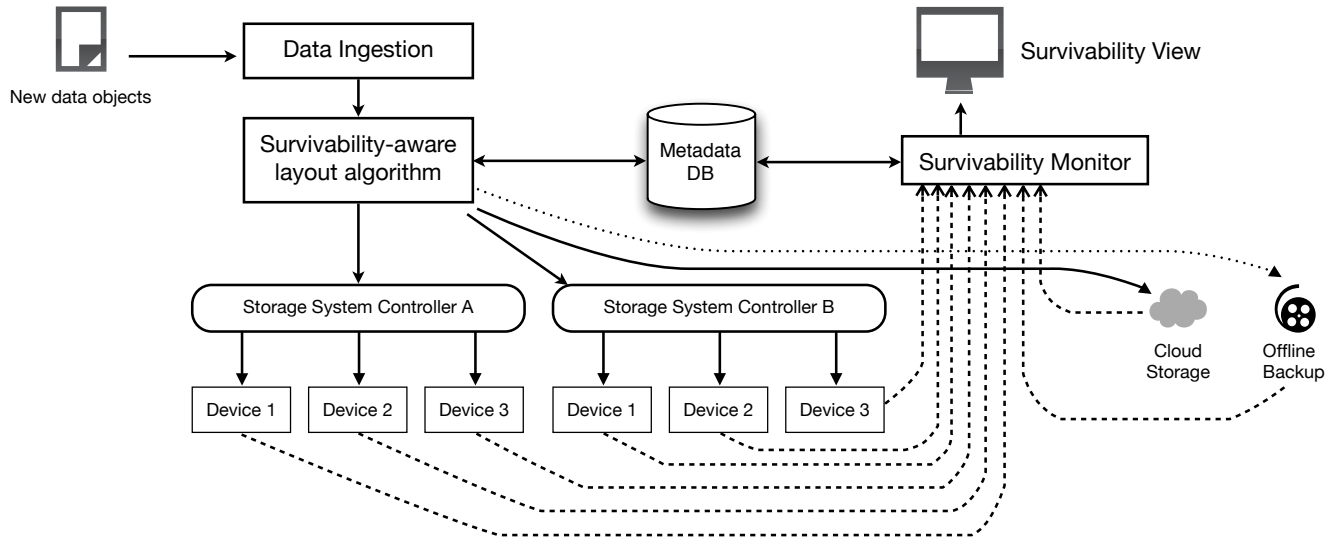 Data Ingestion
Survivability View
New data objects
Survivability-aware
layout algorithm
Metadata
DB
Survivability Monitor
Storage System Controller A
Storage System Controller B
Cloud
Storage
Offline
Backup
Device 1
Device 2
Device 3
Device 1
Device 2
Device 3